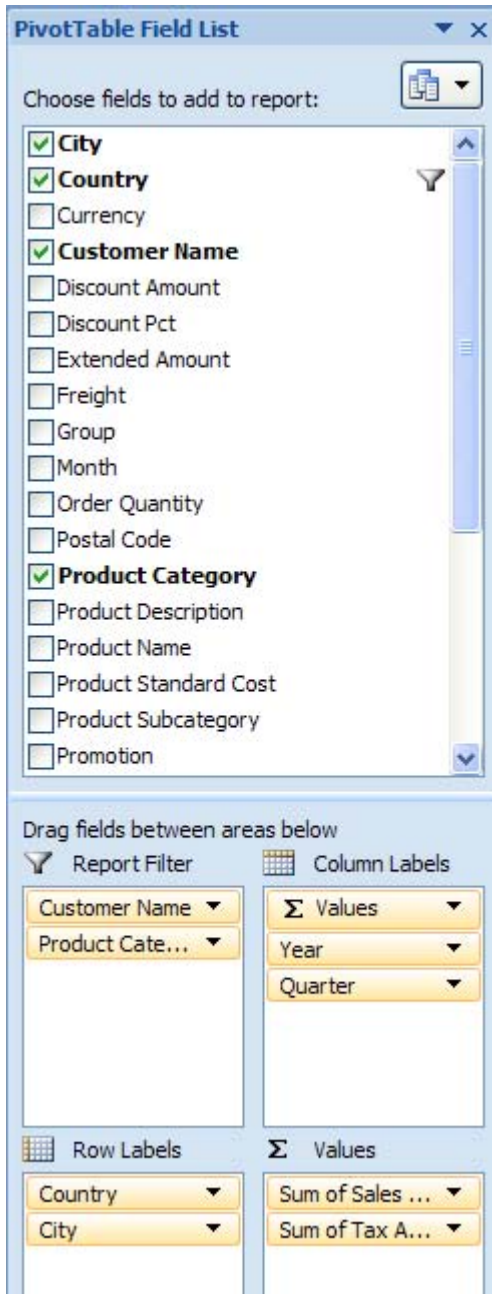 PivotTable Field List
Choose fields to add to report:
City
Country
Currency
Customer Name
Discount Amount
Discount Pct
Extended Amount
Freight
Group
Month
Order Quantity
Postal Code
Product Category
Product Description
Product Name
Product Standard Cost
Product Subcategory
Promotion
Drag fields between areas below
Report Filter
Customer Name
Product Cate...
Column Labels
Σ Values
Year
Quarter
Row Labels
Country
City
Σ Values
Sum of Sales ...
Sum of Tax A...